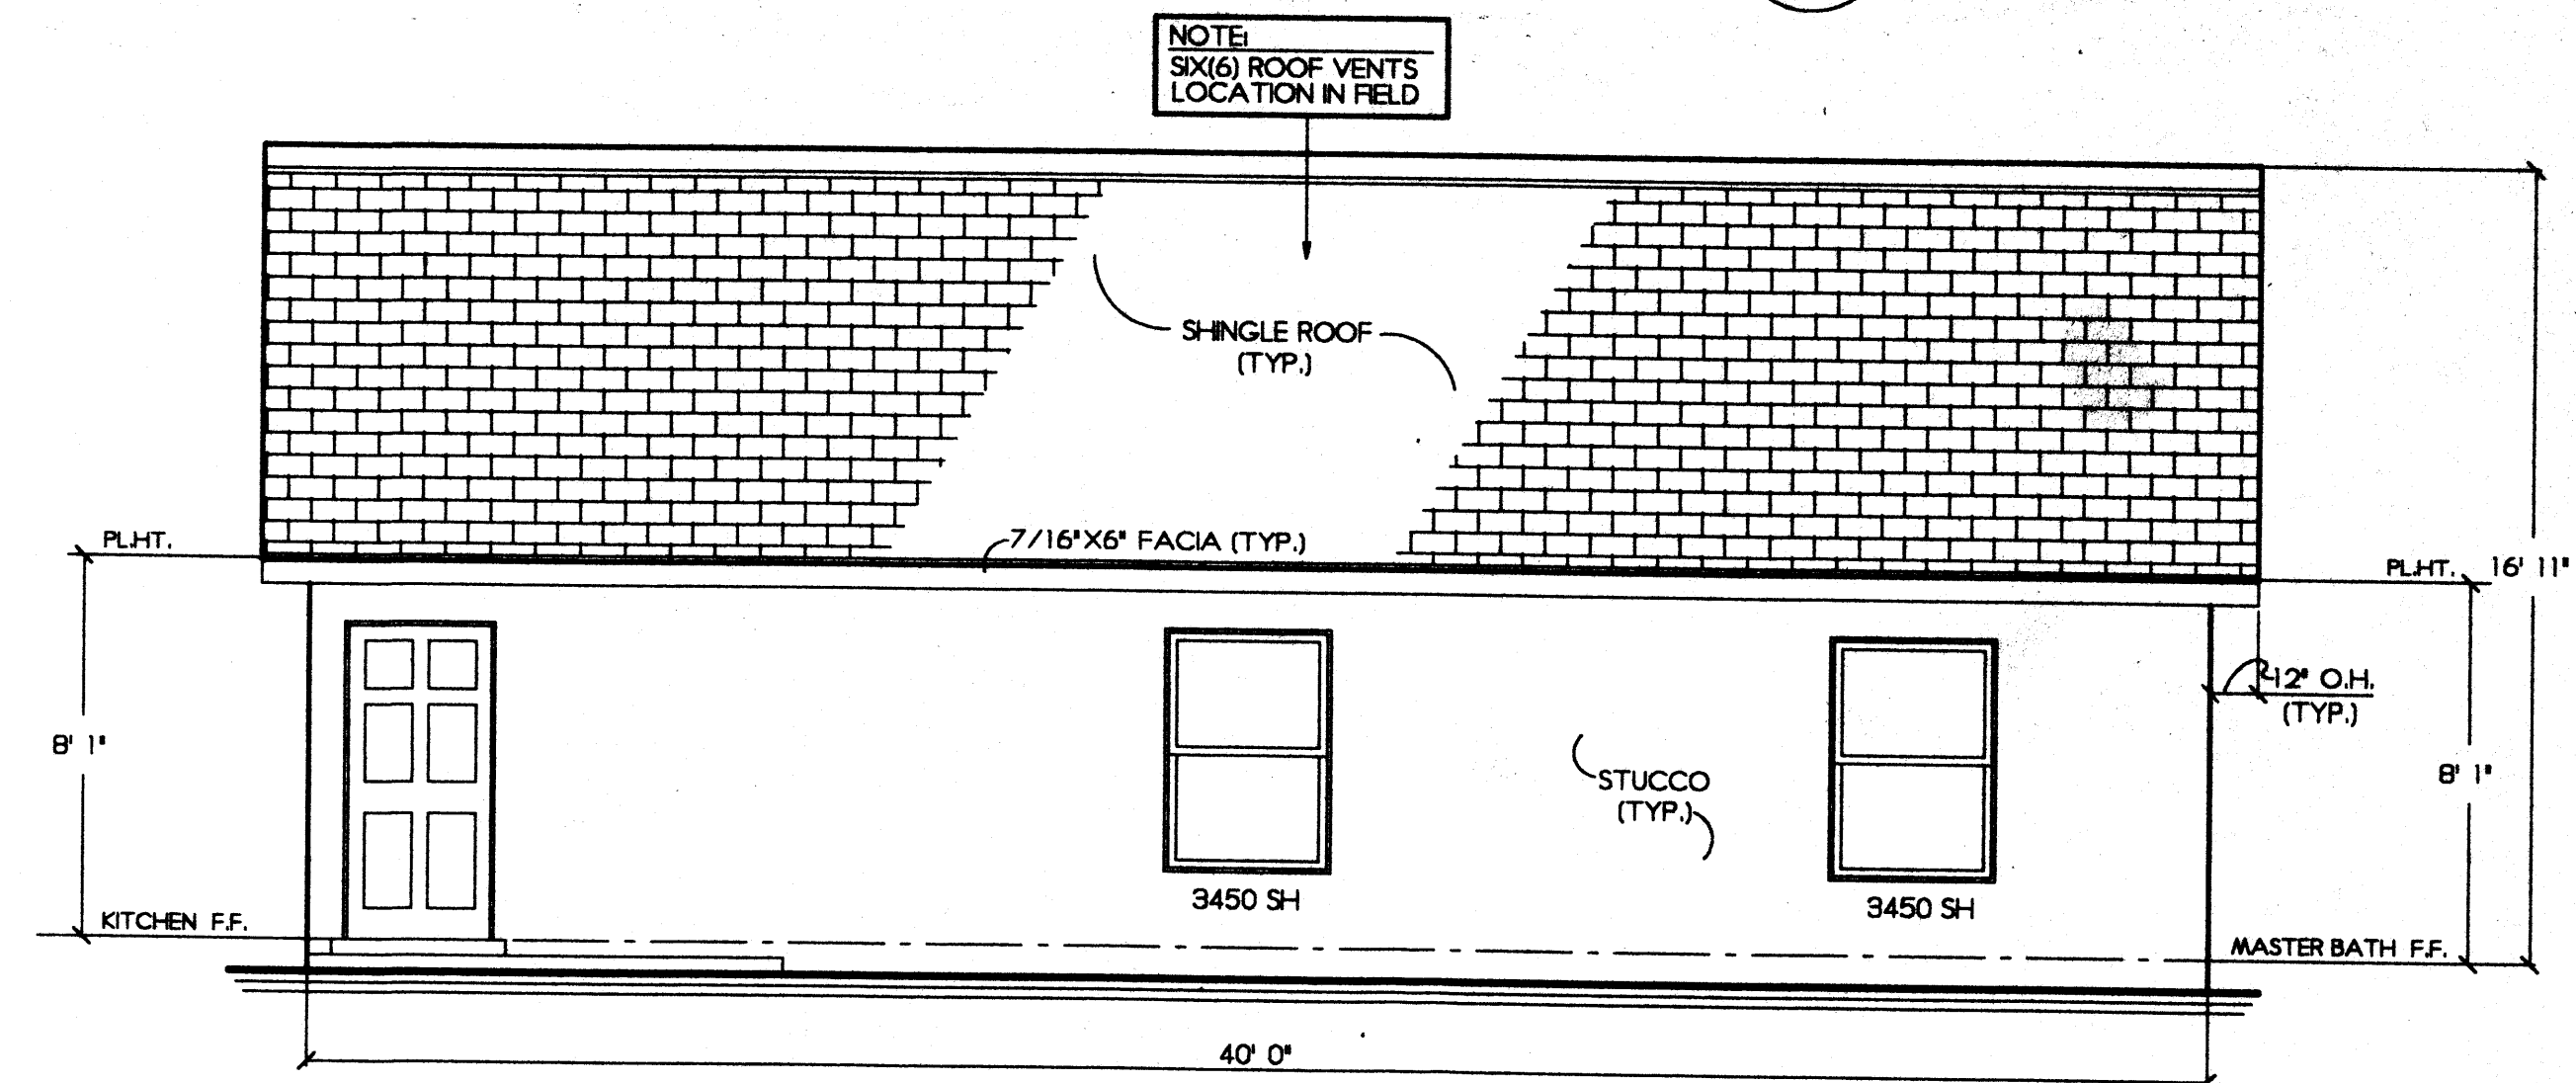 NOTE:
SIX(6) ROOF VENTS
LOCATION IN FIELD
SHINGLE ROOF
(TYP.)
7/16"X6" FACIA (TYP.)
PL.HT.
PL.HT.
16' 11"
12" O.H.
(TYP.)
8' 1"
8' 1"
STUCCO
(TYP.)
3450 SH
3450 SH
KITCHEN F.F.
MASTER BATH F.F.
40' 0"